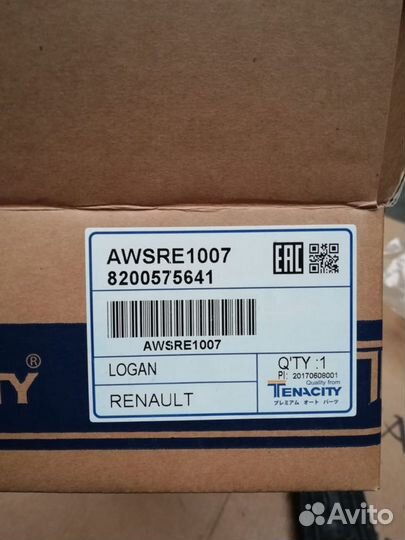 AWSRE1007
8200575641
EAC
AWSRE1007
LOGAN
Q'TY :1
PI: 20170608001
RENAULT
Quality from
TENACITY
プレミアム オート パーツ
CITY®
Avito